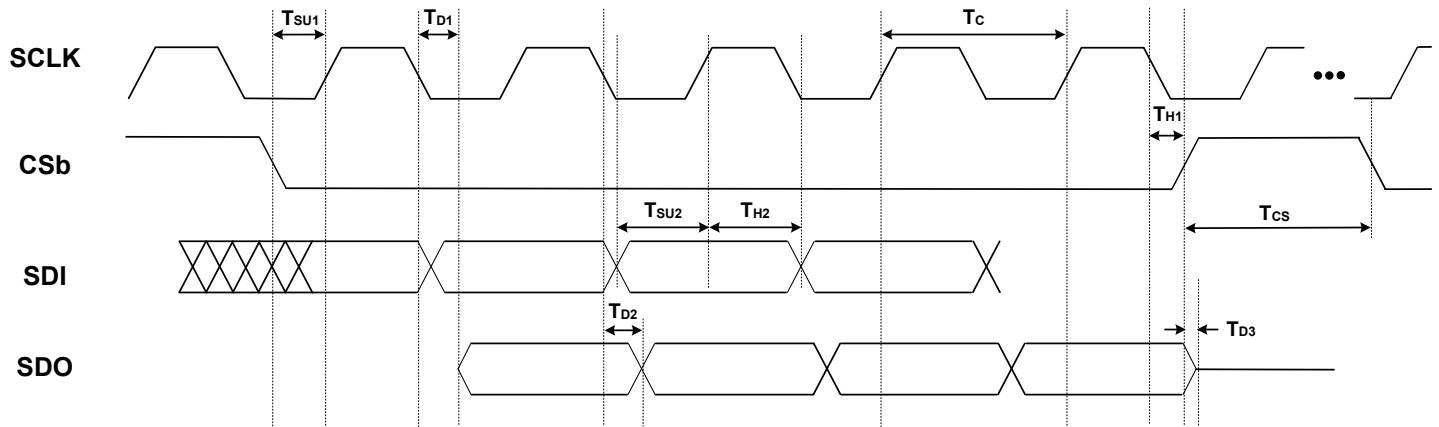 TSU1
TD1
TC
SCLK
TH1
CSb
TSU2
TH2
TCS
SDI
TD2
TD3
SDO